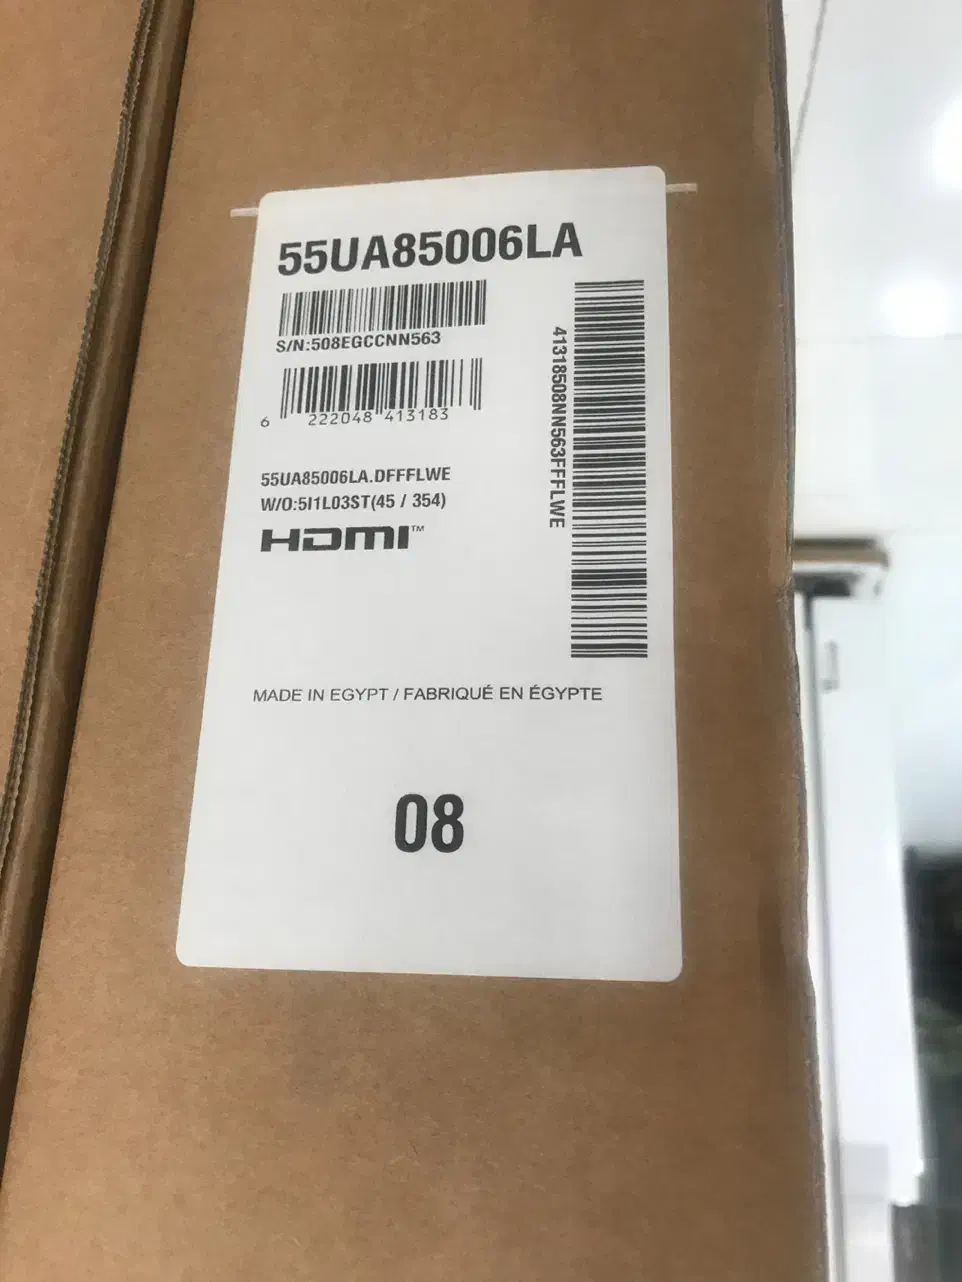 55UA85006LA
S/N:508EGCCNN563
6 222048 413183
41318508NN563FFFLWE
55UA85006LA.DFFFLWE
W/O:5I1L03ST(45 / 354)
HDMI™
MADE IN EGYPT / FABRIQUÉ EN ÉGYPTE
08